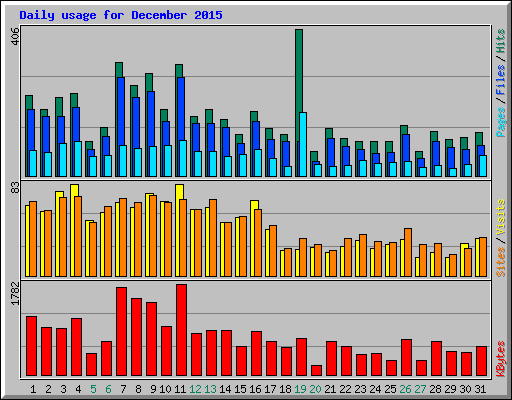 Daily usage for December 2015
406
Pages/Files/Hits
83
Sites/Visits
1782
KBytes
1 2 3 4 5 6 7 8 9 10 11 12 13 14 15 16 17 18 19 20 21 22 23 24 25 26 27 28 29 30 31